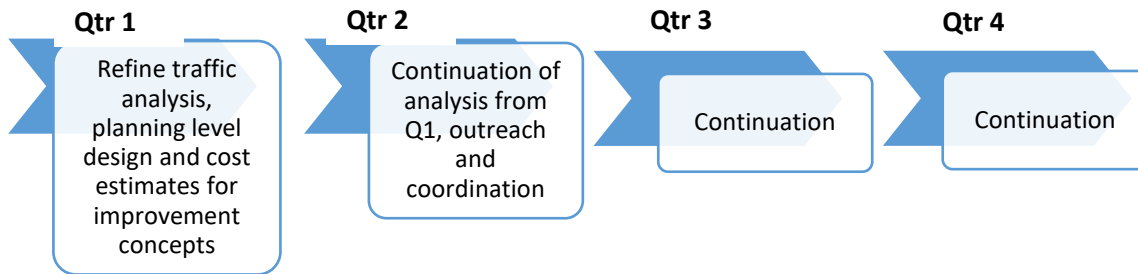 Qtr 1
Refine traffic
analysis,
planning level
design and cost
estimates for
improvement
concepts
Qtr 2
Continuation of
analysis from
Q1, outreach
and
coordination
Qtr 3
Continuation
Qtr 4
Continuation